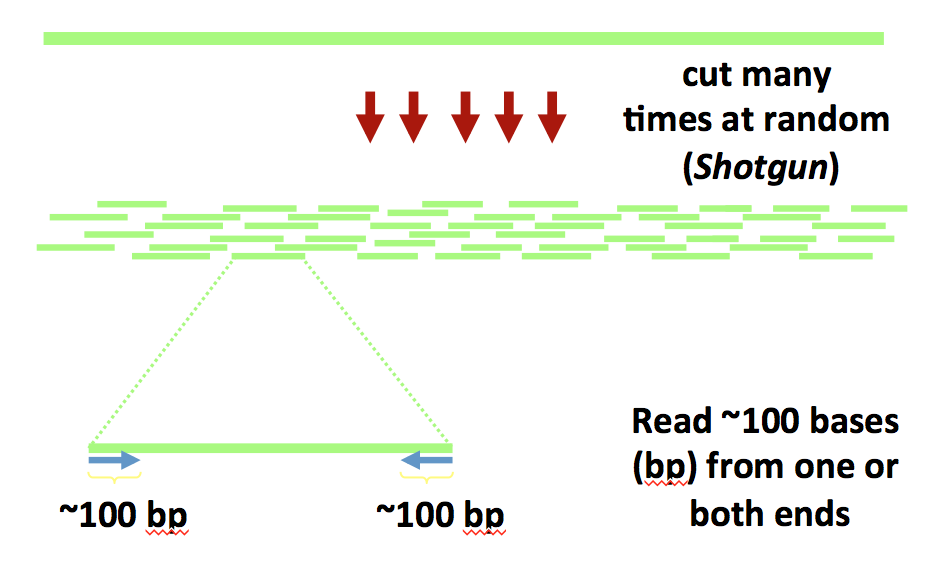 cut many
times at random
(Shotgun)
Read ~100 bases
(bp) from one or
both ends
~100 bp
~100 bp